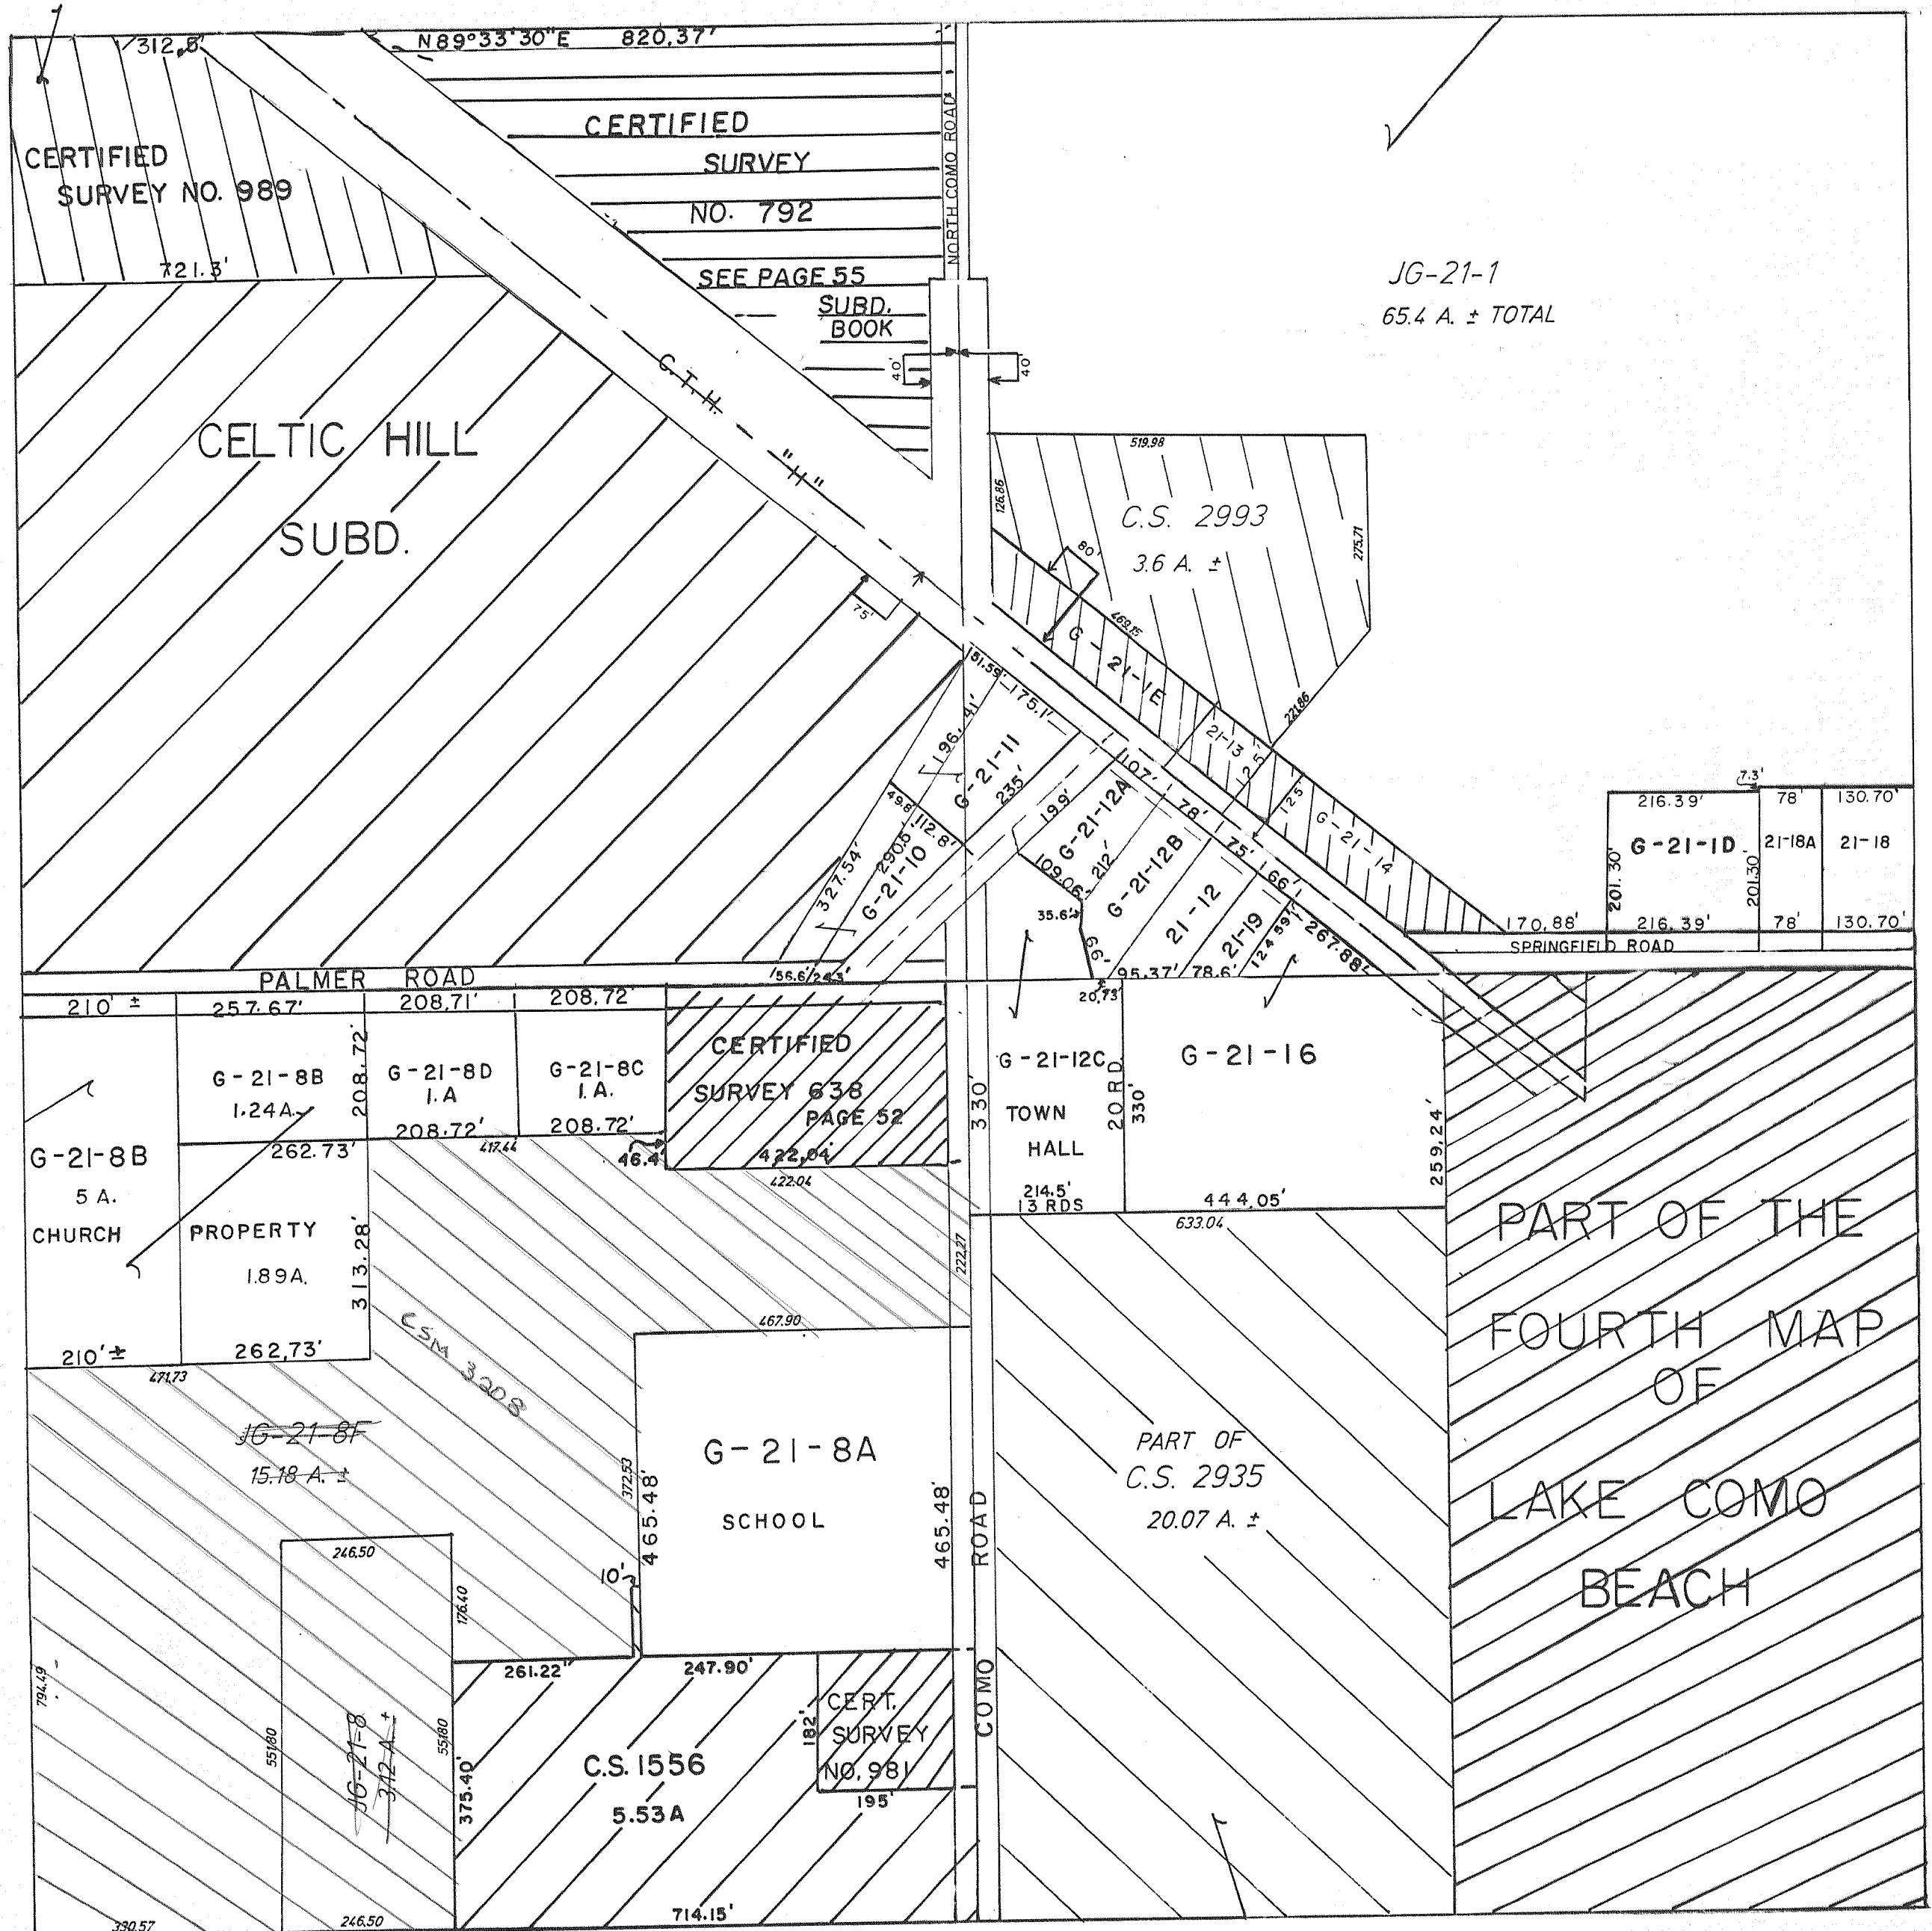 312.5'
N89°33'30"E 820.37'
CERTIFIED
SURVEY NO. 989
721.3'
CERTIFIED
SURVEY
NO. 792
SEE PAGE 55
SUBD.
BOOK
NORTH COMO ROAD
40'
40'
JG-21-1
65.4 A. ± TOTAL
CELTIC HILL
SUBD.
C. T. H. "H"
75'
519.98
126.86
C.S. 2993
3.6 A. ±
275.71
80'
469.15
221.86
G-21-1E
21-13
125'
125'
G-21-14
151.59'
175.1'
196.41'
G-21-11
235'
49.8'
112.8'
290.5'
327.54'
G-21-10
199'
107'
G-21-12A
109.06'
212'
78'
G-21-12B
75'
66'
21-12
21-19
124.59'
267.88'
35.6'
66'
95.37'
78.6'
20.73'
7.3'
216.39'
78'
130.70'
G-21-1D
21-18A
21-18
201.30'
201.30'
170.88'
216.39'
78'
130.70'
SPRINGFIELD ROAD
PALMER ROAD
156.6'
24.3'
210' ±
257.67'
208.71'
208.72'
G-21-8B
1.24 A.
208.72'
G-21-8D
1. A
G-21-8C
1. A.
208.72'
208.72'
CERTIFIED
SURVEY 638
PAGE 52
422.04'
46.4'
417.44
422.04
G-21-8B
5 A.
CHURCH
262.73'
PROPERTY
1.89 A.
313.28'
210' ±
262.73'
471.73
G-21-12C
TOWN
HALL
330'
20 RD
330'
214.5'
13 RDS
G-21-16
259.24'
444.05'
633.04
222.27
467.90
CSM 3208
JG-21-8F
15.18 A. ±
G-21-8A
SCHOOL
372.53
465.48'
465.48'
10'
COMO ROAD
PART OF
C.S. 2935
20.07 A. ±
PART OF THE
FOURTH MAP
OF
LAKE COMO
BEACH
246.50
176.40
794.49
551.80
JG-21-8
3.12 A. ±
551.80
375.40'
261.22'
247.90'
C.S. 1556
5.53 A
CERT.
SURVEY
NO. 981
182'
195'
714.15'
246.50
330.57